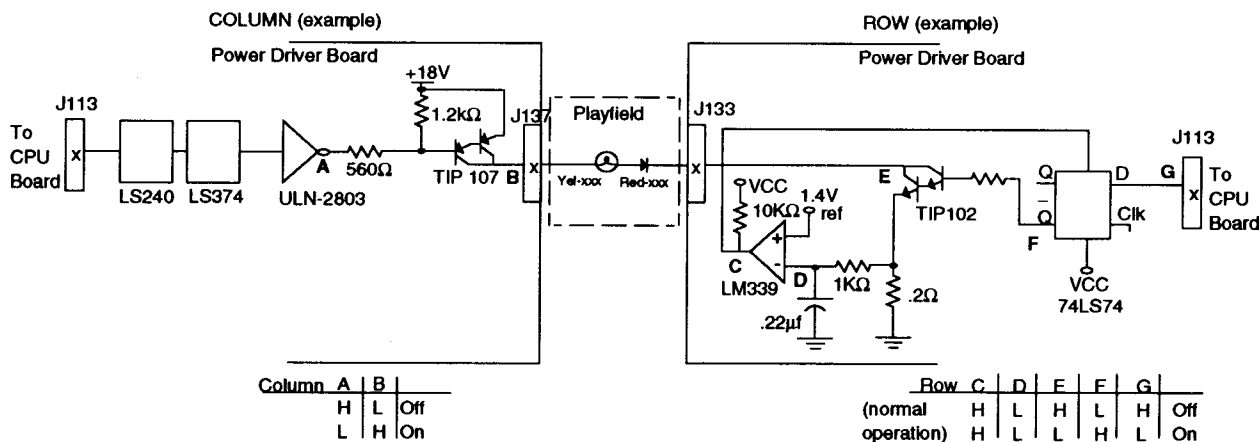 COLUMN (example)
Power Driver Board
+18V
1.2kΩ
J113
To
CPU
Board
x
LS240
LS374
ULN-2803
A
560Ω
TIP 107
B
J137
x
Playfield
Yel-xxx
Red-xxx
J133
x
ROW (example)
Power Driver Board
VCC
10KΩ
1.4V
ref
+
-
C
LM339
D
1KΩ
.22µf
.2Ω
E
TIP102
F
Q
Q
D
Clk
G
VCC
74LS74
J113
x
To
CPU
Board
Column A B
H L Off
L H On
Row C D E F G
(normal H L H L H Off
operation) H L L H L On